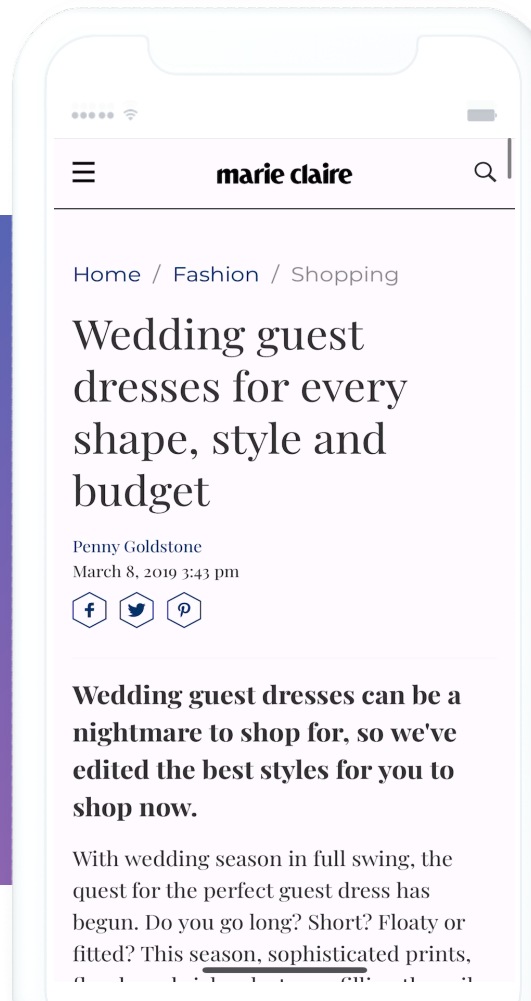 marie claire
Home / Fashion / Shopping
Wedding guest
dresses for every
shape, style and
budget
Penny Goldstone
March 8, 2019 3:43 pm
Wedding guest dresses can be a
nightmare to shop for, so we've
edited the best styles for you to
shop now.
With wedding season in full swing, the
quest for the perfect guest dress has
begun. Do you go long? Short? Floaty or
fitted? This season, sophisticated prints,